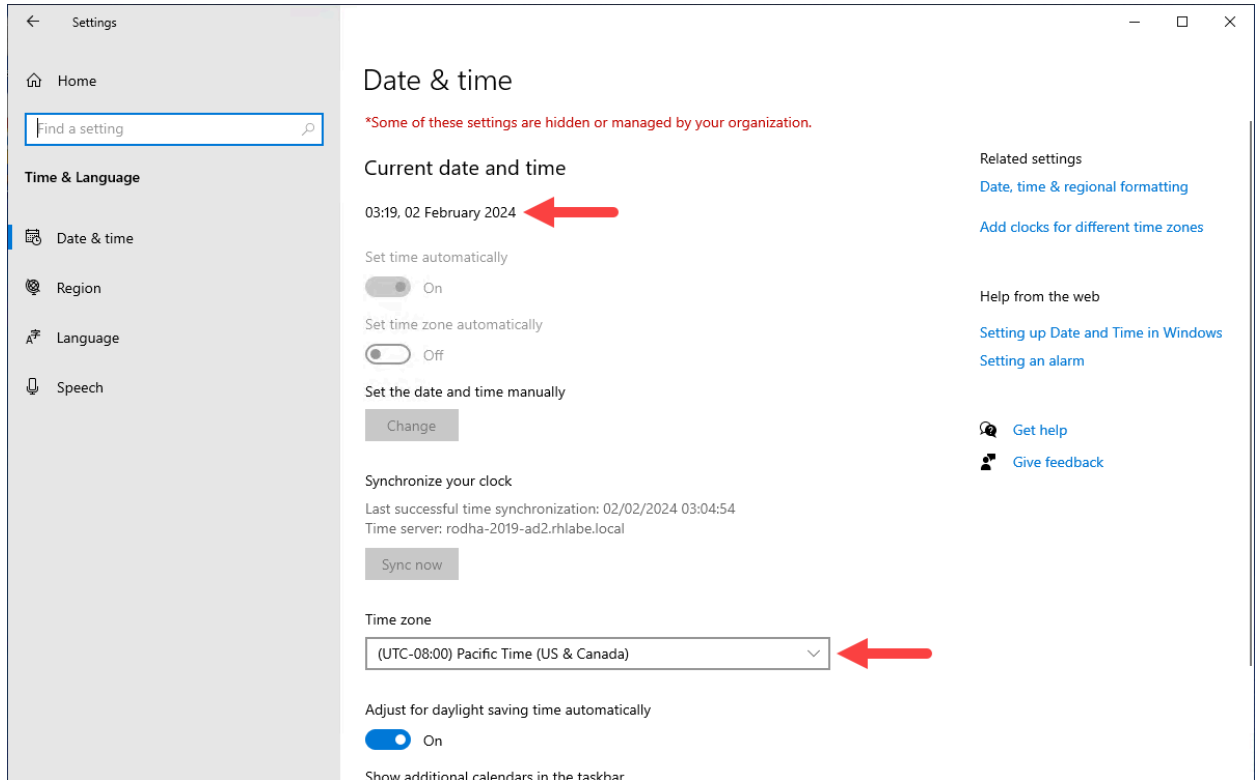 Settings
Home
Find a setting
Time & Language
Date & time
Region
Language
Speech
Date & time
*Some of these settings are hidden or managed by your organization.
Current date and time
03:19, 02 February 2024
Set time automatically
On
Set time zone automatically
Off
Set the date and time manually
Change
Synchronize your clock
Last successful time synchronization: 02/02/2024 03:04:54
Time server: rodha-2019-ad2.rhlabe.local
Sync now
Time zone
(UTC-08:00) Pacific Time (US & Canada)
Adjust for daylight saving time automatically
On
Show additional calendars in the taskbar
Related settings
Date, time & regional formatting
Add clocks for different time zones
Help from the web
Setting up Date and Time in Windows
Setting an alarm
Get help
Give feedback